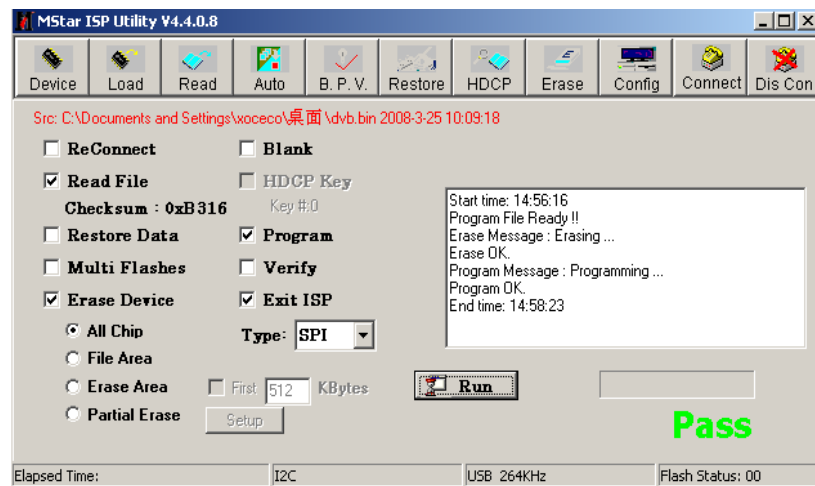 MStar ISP Utility V4.4.0.8
Device Load Read Auto B. P. V. Restore HDCP Erase Config Connect Dis Con
Src: C:\Documents and Settings\xoceco\桌面\dvb.bin 2008-3-25 10:09:18
ReConnect Blank
Read File HDCP Key
Checksum : 0xB316 Key #:0
Restore Data Program
Multi Flashes Verify
Erase Device Exit ISP
All Chip Type: SPI
File Area
Erase Area First 512 KBytes
Partial Erase Setup
Start time: 14:56:16
Program File Ready !!
Erase Message : Erasing ...
Erase OK.
Program Message : Programming ...
Program OK.
End time: 14:58:23
Run
Pass
Elapsed Time: I2C USB 264KHz Flash Status: 00